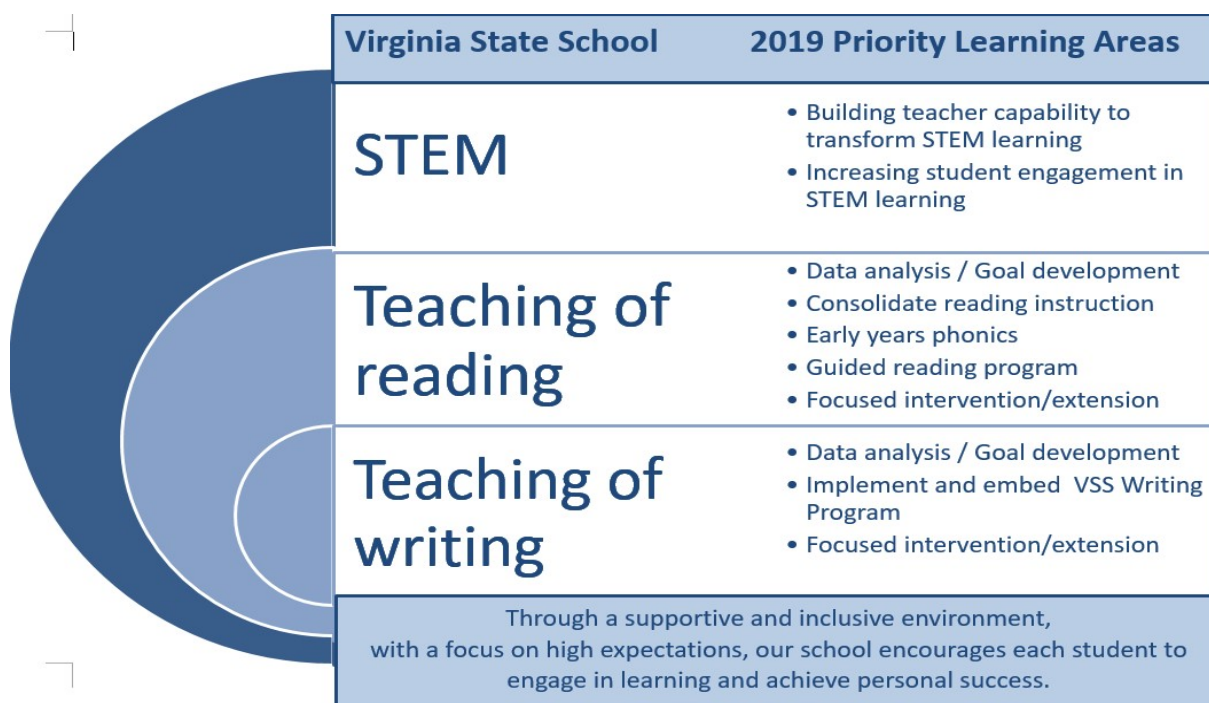 Virginia State School 2019 Priority Learning Areas
STEM
• Building teacher capability to
transform STEM learning
• Increasing student engagement in
STEM learning
Teaching of
reading
• Data analysis / Goal development
• Consolidate reading instruction
• Early years phonics
• Guided reading program
• Focused intervention/extension
Teaching of
writing
• Data analysis / Goal development
• Implement and embed VSS Writing
Program
• Focused intervention/extension
Through a supportive and inclusive environment,
with a focus on high expectations, our school encourages each student to
engage in learning and achieve personal success.